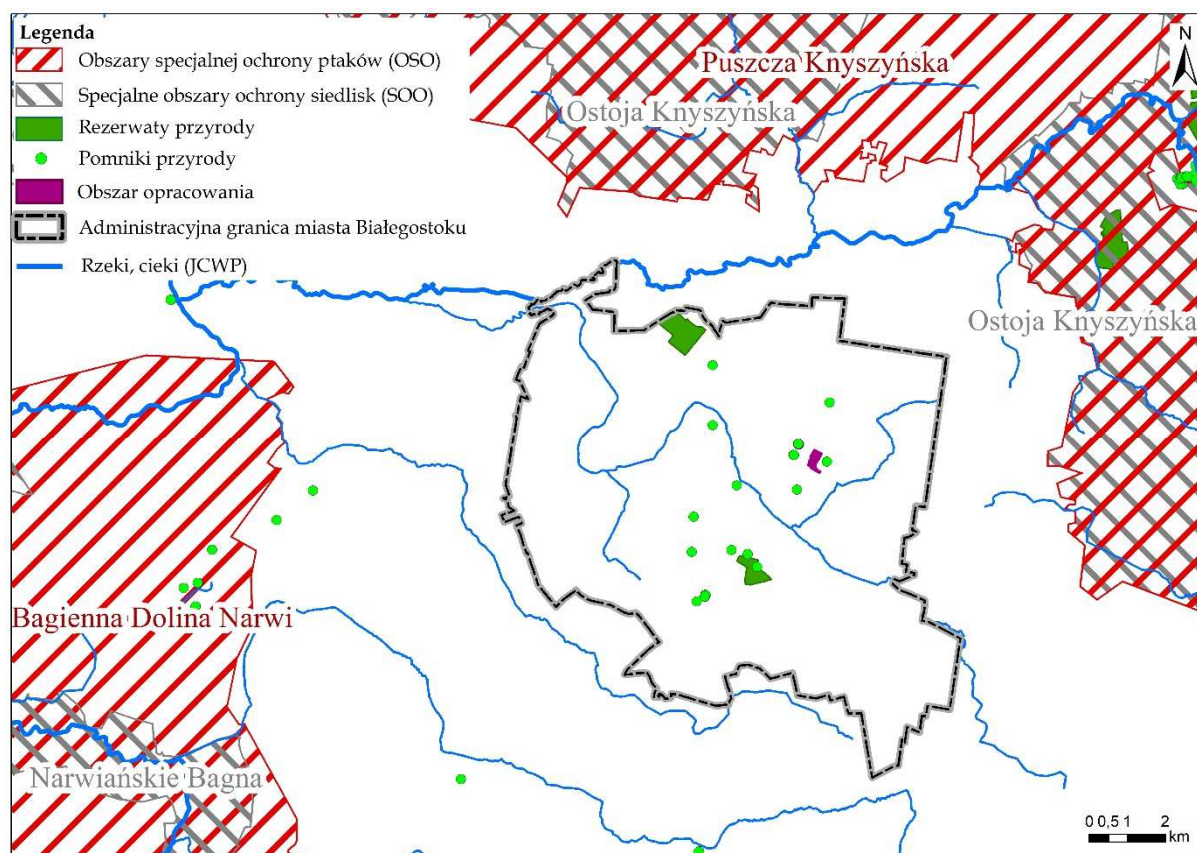 Legenda
Obszary specjalnej ochrony ptaków (OSO)
Specjalne obszary ochrony siedlisk (SOO)
Rezerwaty przyrody
Pomniki przyrody
Obszar opracowania
Administracyjna granica miasta Białegostoku
Rzeki, cieki (JCWP)
Puszcza Knyszyńska
Ostoja Knyszyńska
N
Ostoja Knyszyńska
Bagienna Dolina Narwi
Narwiańskie Bagna
0 0,5 1 2
km